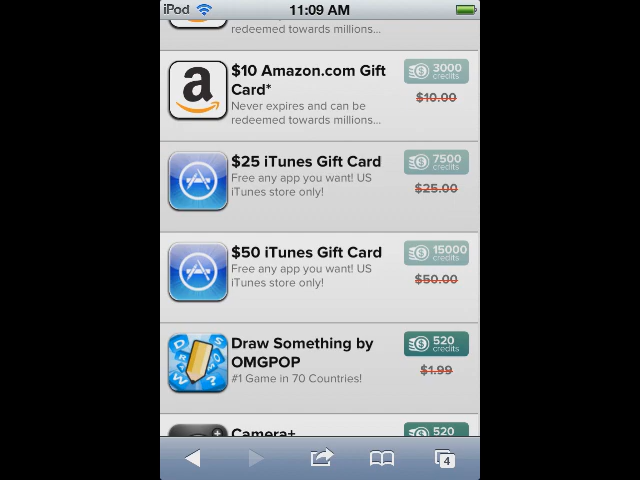 iPod 11:09 AM
redeemed towards millions...
$10 Amazon.com Gift
Card*
Never expires and can be
redeemed towards millions...
3000
credits
$10.00
$25 iTunes Gift Card
Free any app you want! US
iTunes store only!
7500
credits
$25.00
$50 iTunes Gift Card
Free any app you want! US
iTunes store only!
15000
credits
$50.00
Draw Something by
OMGPOP
#1 Game in 70 Countries!
520
credits
$1.99
Camera+
520
4